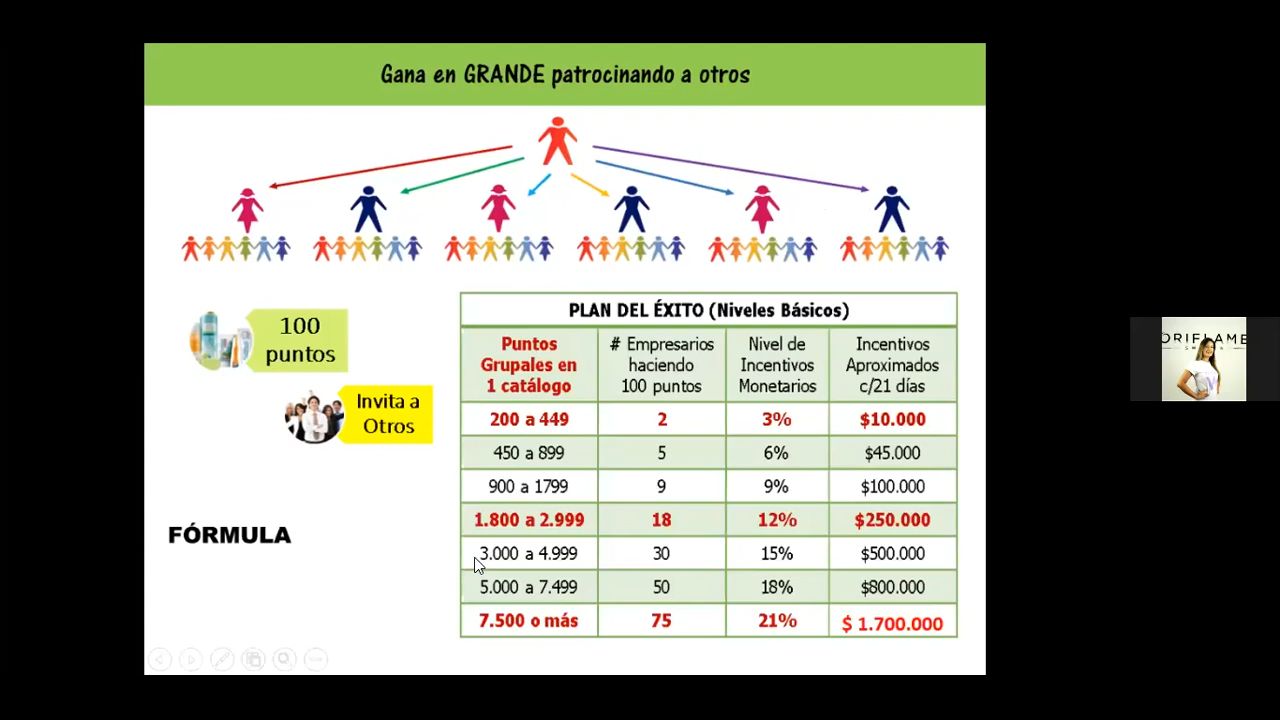 Gana en GRANDE patrocinando a otros
100
puntos
Invita a
Otros
FÓRMULA
PLAN DEL ÉXITO (Niveles Básicos)
Puntos
Grupales en
1 catálogo
# Empresarios
haciendo
100 puntos
Nivel de
Incentivos
Monetarios
Incentivos
Aproximados
c/21 días
200 a 449 2 3% $10.000
450 a 899 5 6% $45.000
900 a 1799 9 9% $100.000
1.800 a 2.999 18 12% $250.000
3.000 a 4.999 30 15% $500.000
5.000 a 7.499 50 18% $800.000
7.500 o más 75 21% $ 1.700.000
ORIFLAME